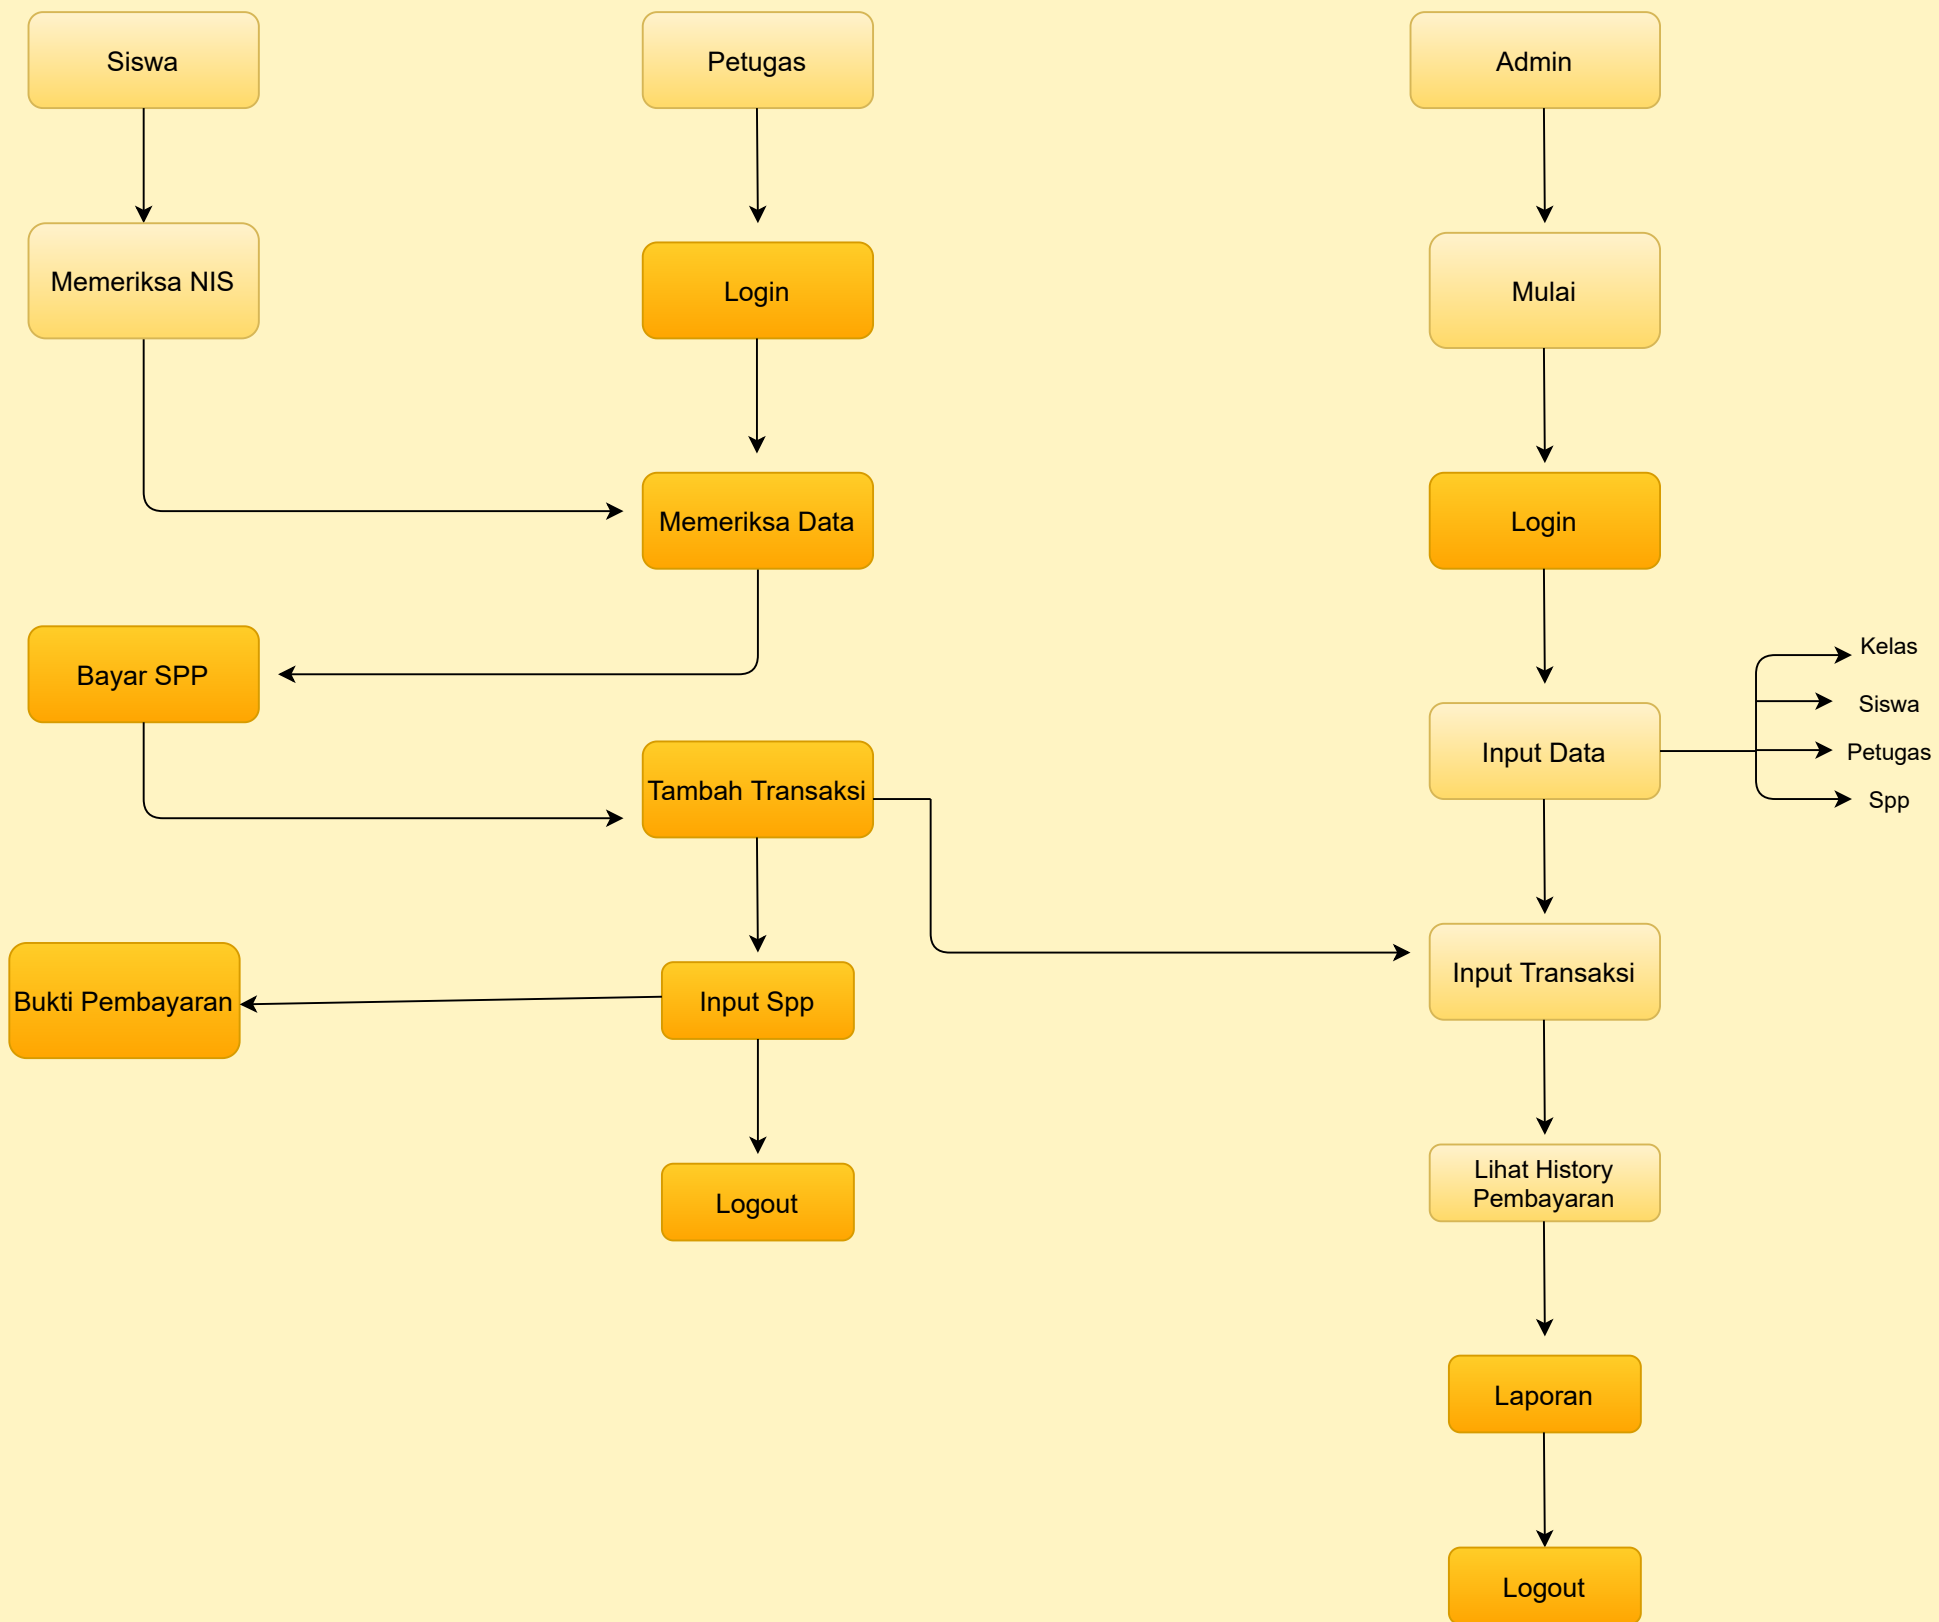 Siswa
Petugas
Admin
Memeriksa NIS
Login
Mulai
Memeriksa Data
Login
Bayar SPP
Kelas
Siswa
Petugas
Spp
Input Data
Tambah Transaksi
Input Transaksi
Bukti Pembayaran
Input Spp
Logout
Lihat History
Pembayaran
Laporan
Logout